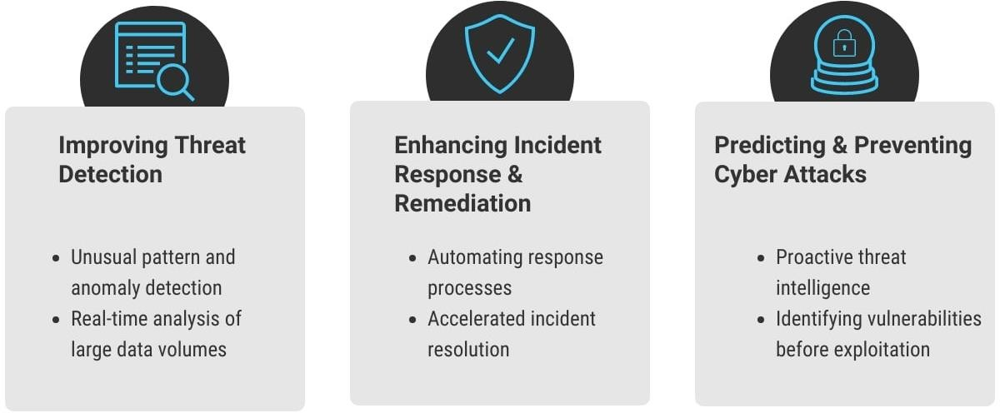 Improving Threat
Detection
• Unusual pattern and
anomaly detection
• Real-time analysis of
large data volumes
Enhancing Incident
Response &
Remediation
• Automating response
processes
• Accelerated incident
resolution
Predicting & Preventing
Cyber Attacks
• Proactive threat
intelligence
• Identifying vulnerabilities
before exploitation